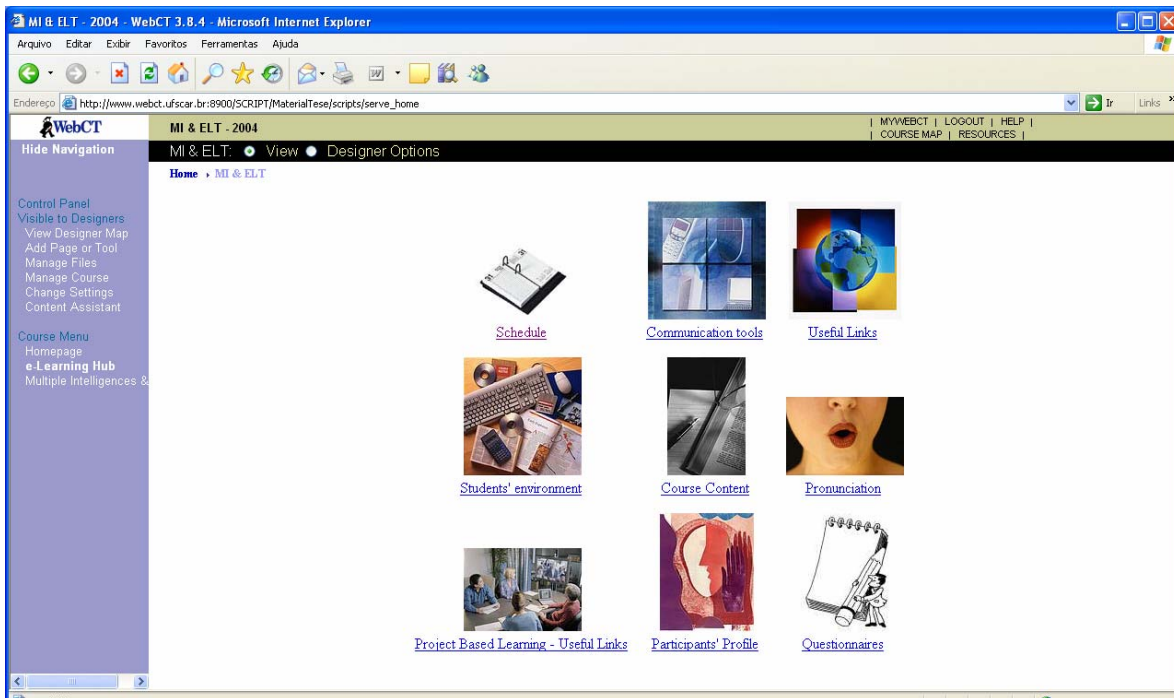 MI & ELT - 2004 - WebCT 3.8.4 - Microsoft Internet Explorer
Arquivo Editar Exibir Favoritos Ferramentas Ajuda
Endereço http://www.webct.ufscar.br:8900/SCRIPT/MaterialTese/scripts/serve_home Ir Links »
WebCT MI & ELT - 2004 | MYWEBCT | LOGOUT | HELP |
| COURSE MAP | RESOURCES |
Hide Navigation MI & ELT: View Designer Options
Home MI & ELT
Control Panel
Visible to Designers
View Designer Map
Add Page or Tool
Manage Files
Manage Course
Change Settings
Content Assistant
Course Menu
Homepage
e-Learning Hub
Multiple Intelligences &
Schedule Communication tools Useful Links
Students' environment Course Content Pronunciation
Project Based Learning - Useful Links Participants' Profile Questionnaires